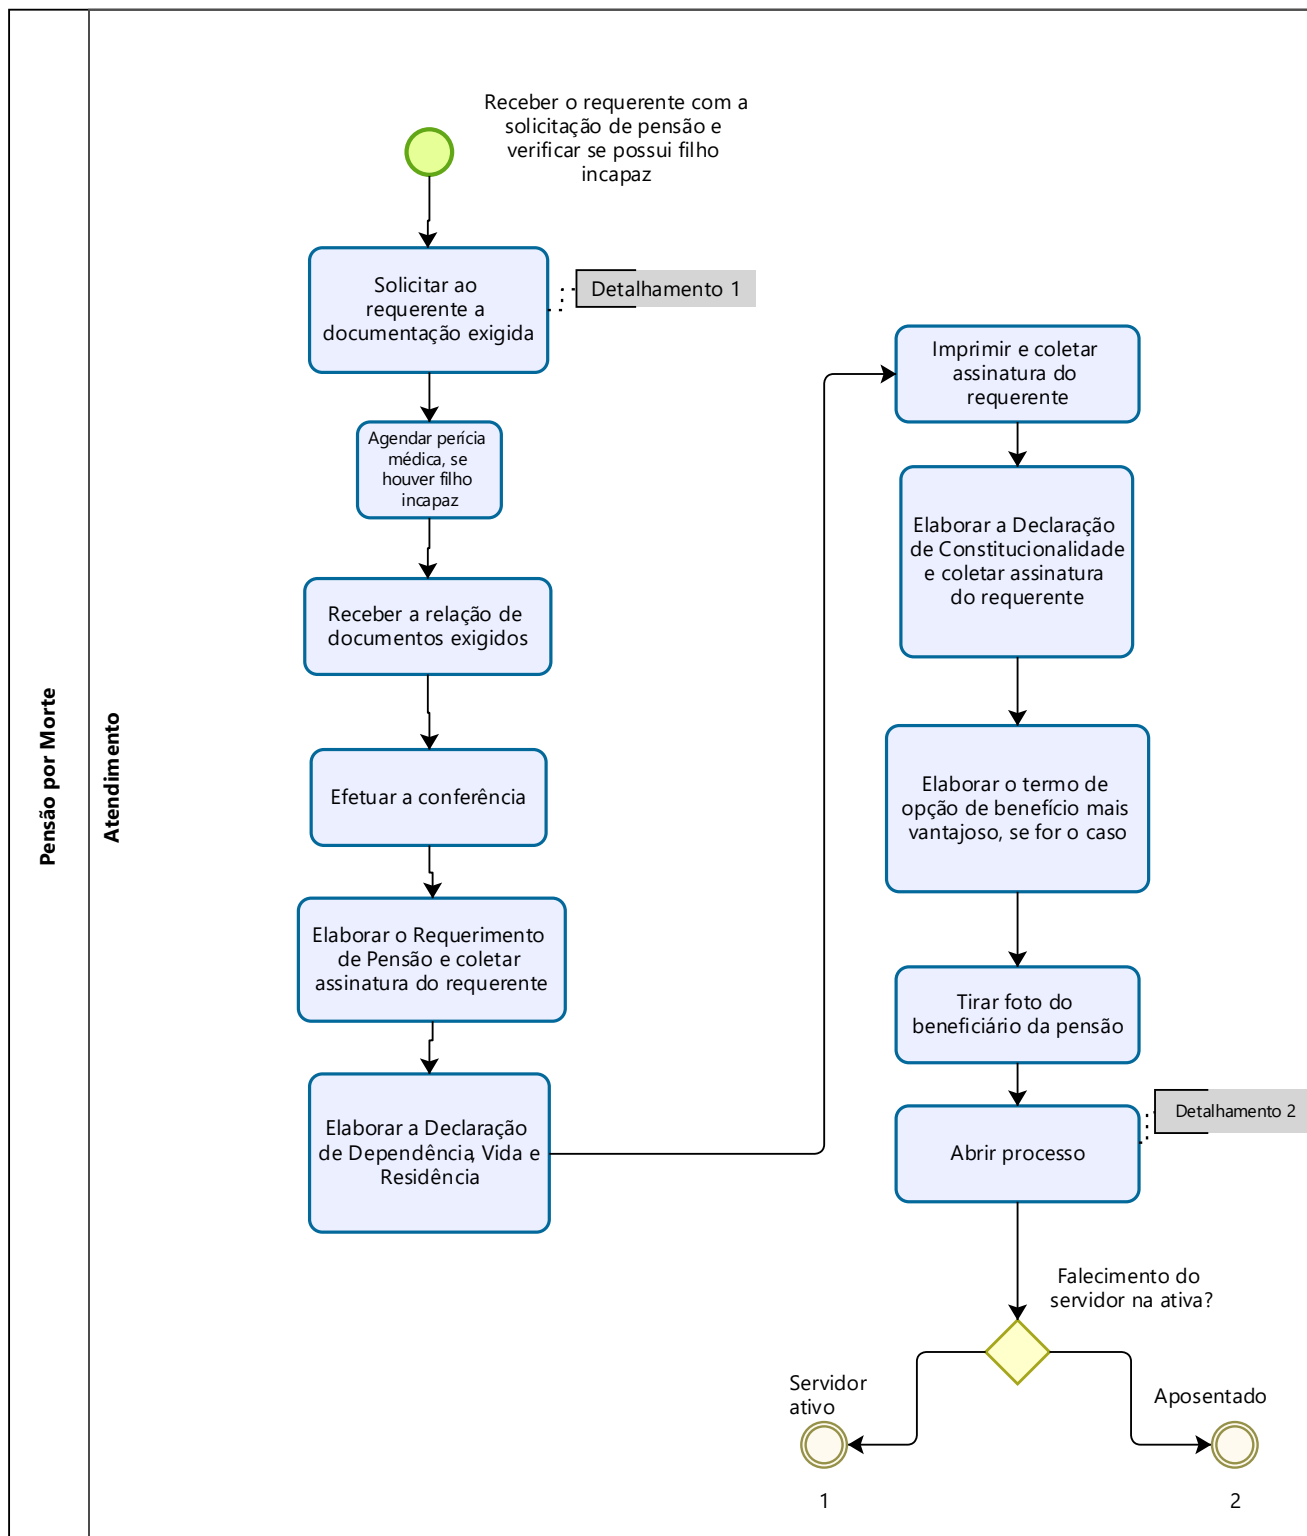 Pensão por Morte
Atendimento
Receber o requerente com a
solicitação de pensão e
verificar se possui filho
incapaz
Solicitar ao
requerente a
documentação exigida
Detalhamento 1
Agendar perícia
médica, se
houver filho
incapaz
Receber a relação de
documentos exigidos
Efetuar a conferência
Elaborar o Requerimento
de Pensão e coletar
assinatura do requerente
Elaborar a Declaração
de Dependência, Vida e
Residência
Imprimir e coletar
assinatura do
requerente
Elaborar a Declaração
de Constitucionalidade
e coletar assinatura
do requerente
Elaborar o termo de
opção de benefício mais
vantajoso, se for o caso
Tirar foto do
beneficiário da pensão
Abrir processo
Detalhamento 2
Falecimento do
servidor na ativa?
Servidor
ativo
Aposentado
1
2